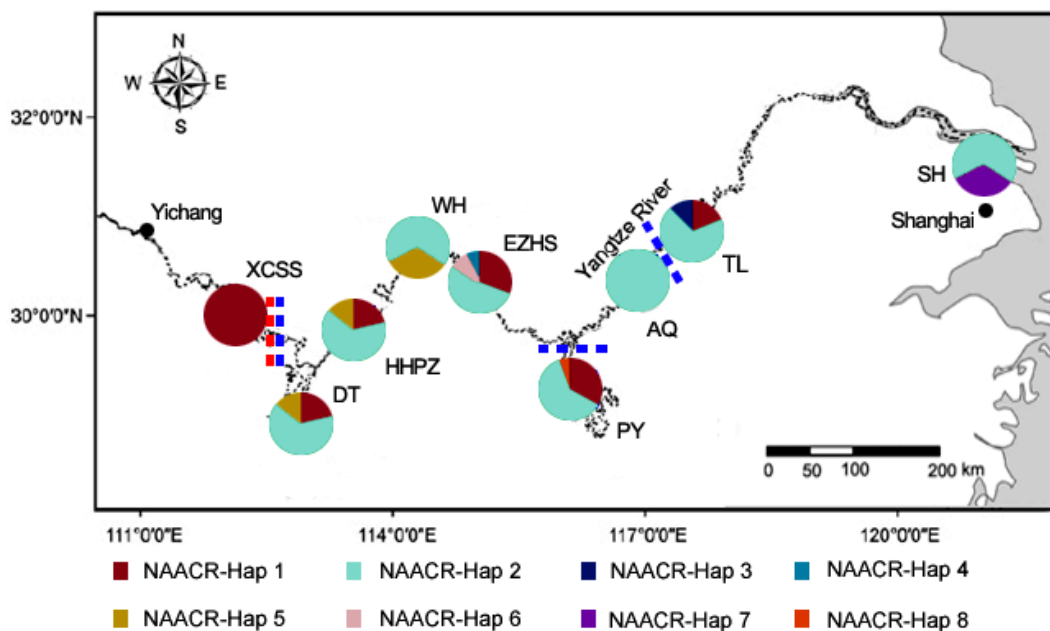 N
W E
S
32°0'0"N
30°0'0"N
Yichang
XCSS
WH
EZHS
HHPZ
DT
Yangtze River
AQ
TL
PY
SH
Shanghai
0 50 100 200 km
111°0'0"E 114°0'0"E 117°0'0"E 120°0'0"E
NAACR-Hap 1 NAACR-Hap 2 NAACR-Hap 3 NAACR-Hap 4
NAACR-Hap 5 NAACR-Hap 6 NAACR-Hap 7 NAACR-Hap 8